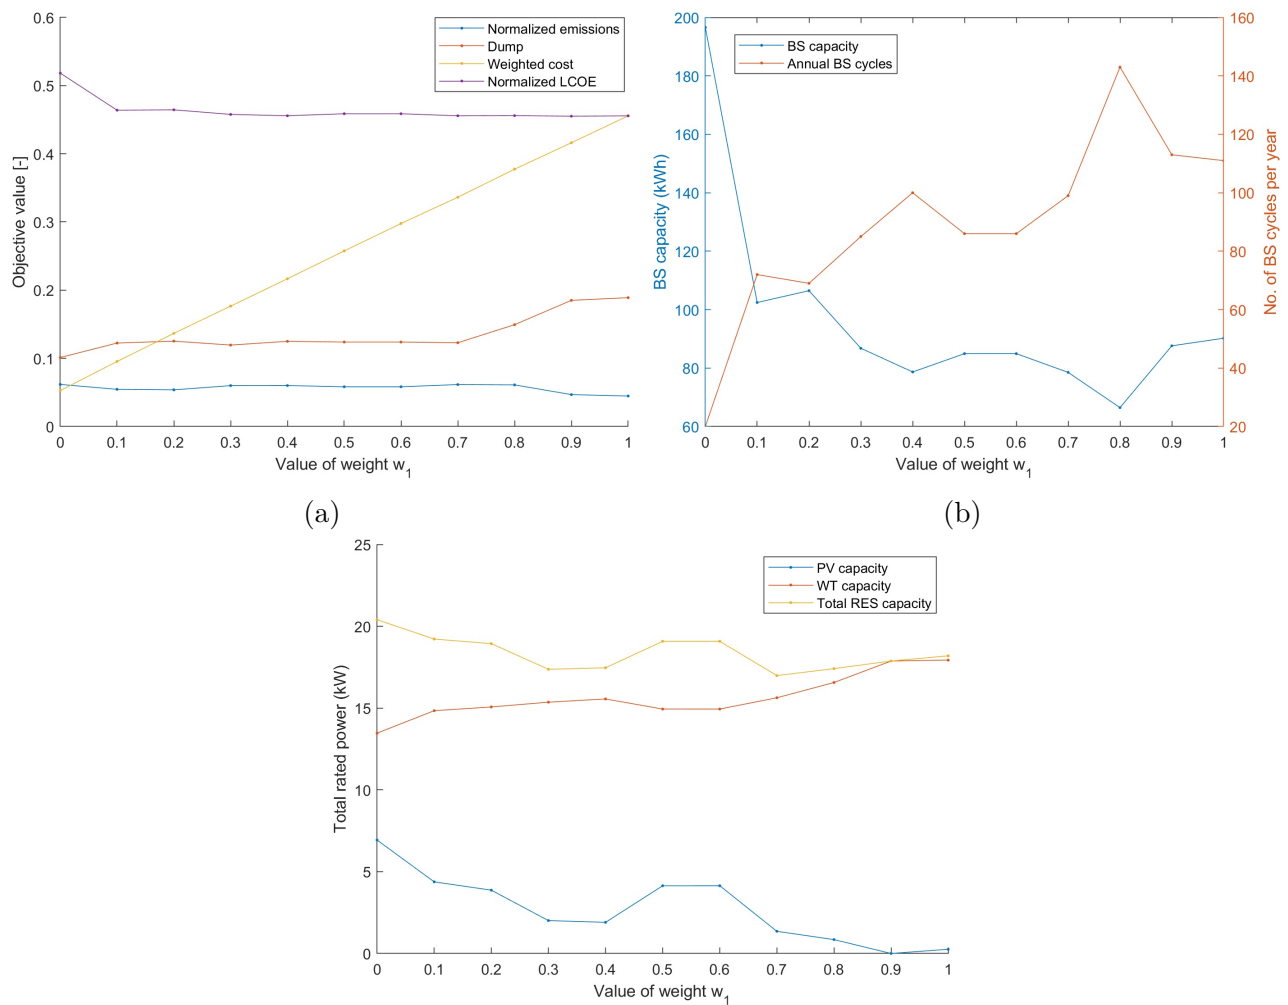 0.6
0.5
0.4
0.3
0.2
0.1
0
Objective value [-]
Normalized emissions
Dump
Weighted cost
Normalized LCOE
0 0.1 0.2 0.3 0.4 0.5 0.6 0.7 0.8 0.9 1
Value of weight w1
(a)
200
180
160
140
120
100
80
60
BS capacity (kWh)
BS capacity
Annual BS cycles
160
140
120
100
80
60
40
20
No. of BS cycles per year
0 0.1 0.2 0.3 0.4 0.5 0.6 0.7 0.8 0.9 1
Value of weight w1
(b)
25
20
15
10
5
0
Total rated power (kW)
PV capacity
WT capacity
Total RES capacity
0 0.1 0.2 0.3 0.4 0.5 0.6 0.7 0.8 0.9 1
Value of weight w1